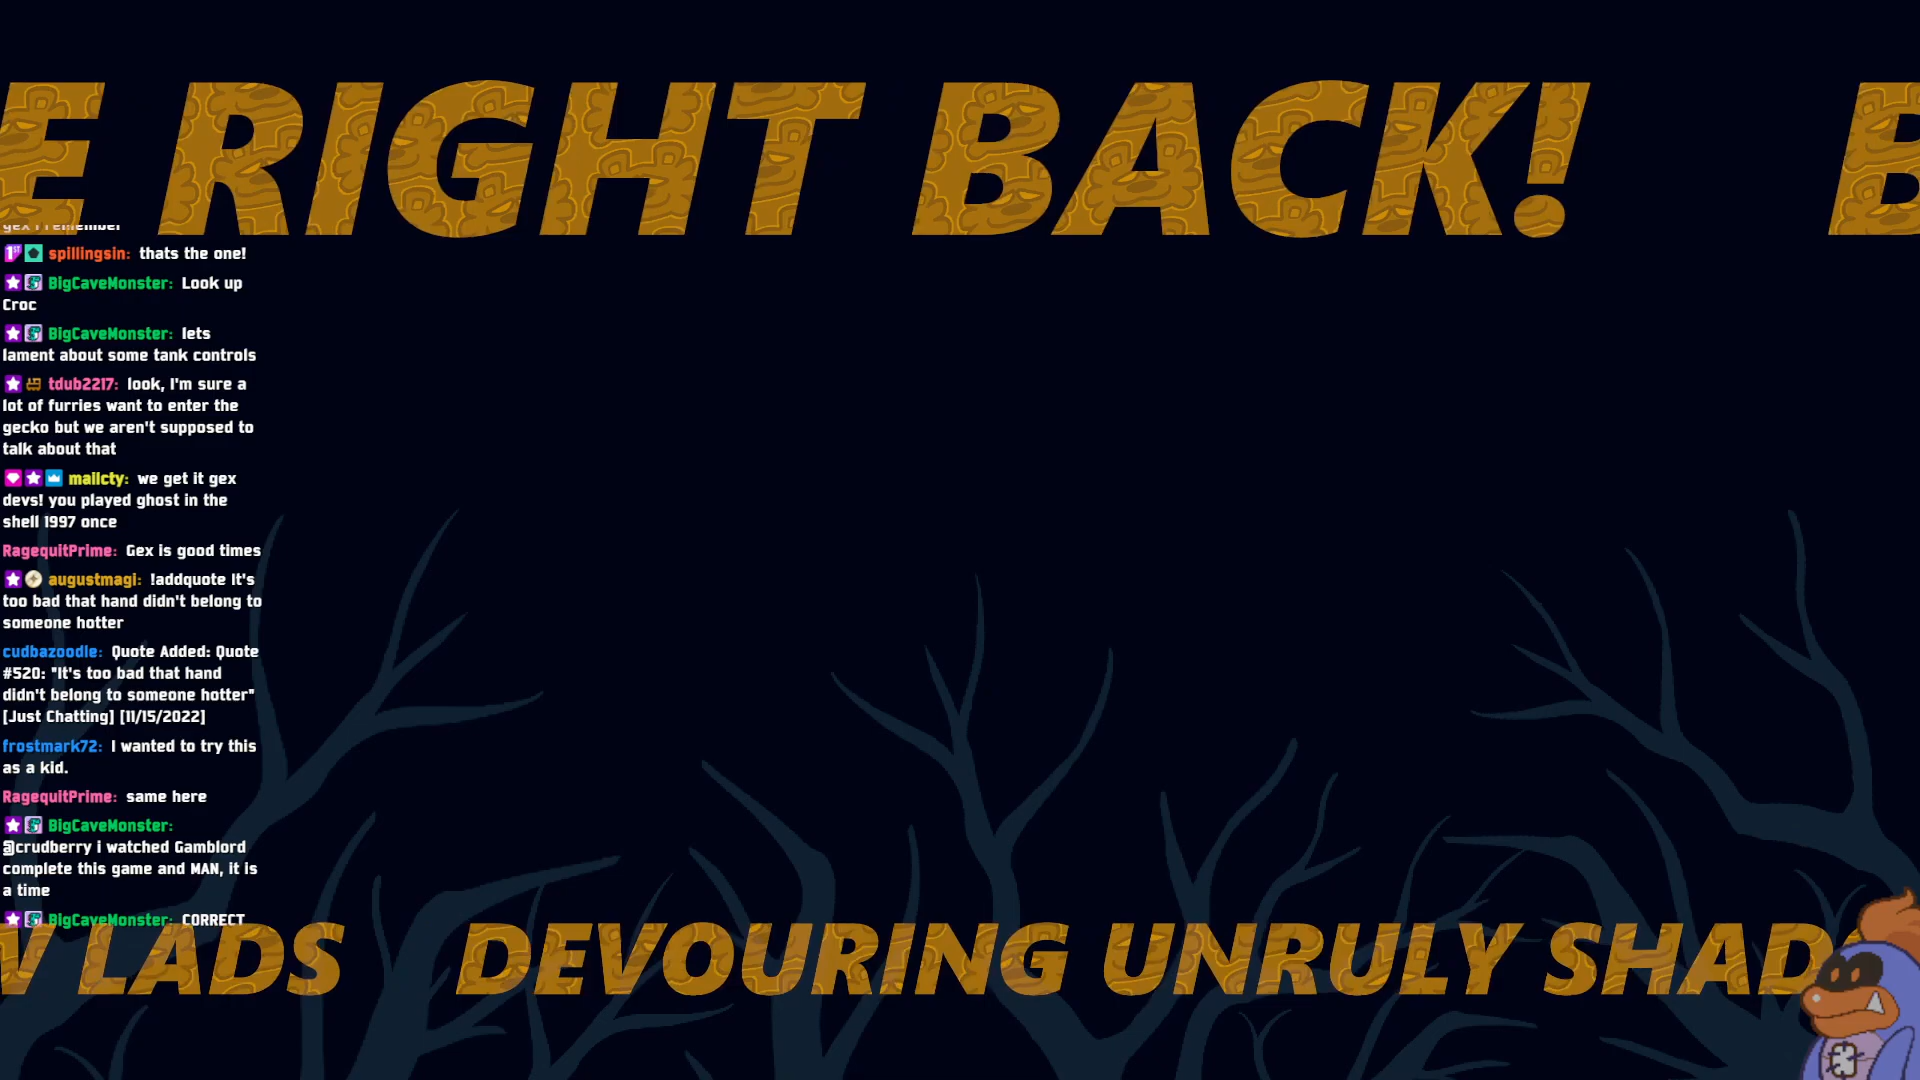 E RIGHT BACK! B
gex i remember
spillingsin: thats the one!
BigCaveMonster: Look up
Croc
BigCaveMonster: lets
lament about some tank controls
tdub2217: look, I'm sure a
lot of furries want to enter the
gecko but we aren't supposed to
talk about that
mallcty: we get it gex
devs! you played ghost in the
shell 1997 once
RagequitPrime: Gex is good times
augustmagi: !addquote It's
too bad that hand didn't belong to
someone hotter
cudbazoodle: Quote Added: Quote
#520: "It's too bad that hand
didn't belong to someone hotter"
[Just Chatting] [11/15/2022]
frostmark72: I wanted to try this
as a kid.
RagequitPrime: same here
BigCaveMonster:
@crudberry i watched Gamblord
complete this game and MAN, it is
a time
BigCaveMonster: CORRECT
LADS DEVOURING UNRULY SHAD